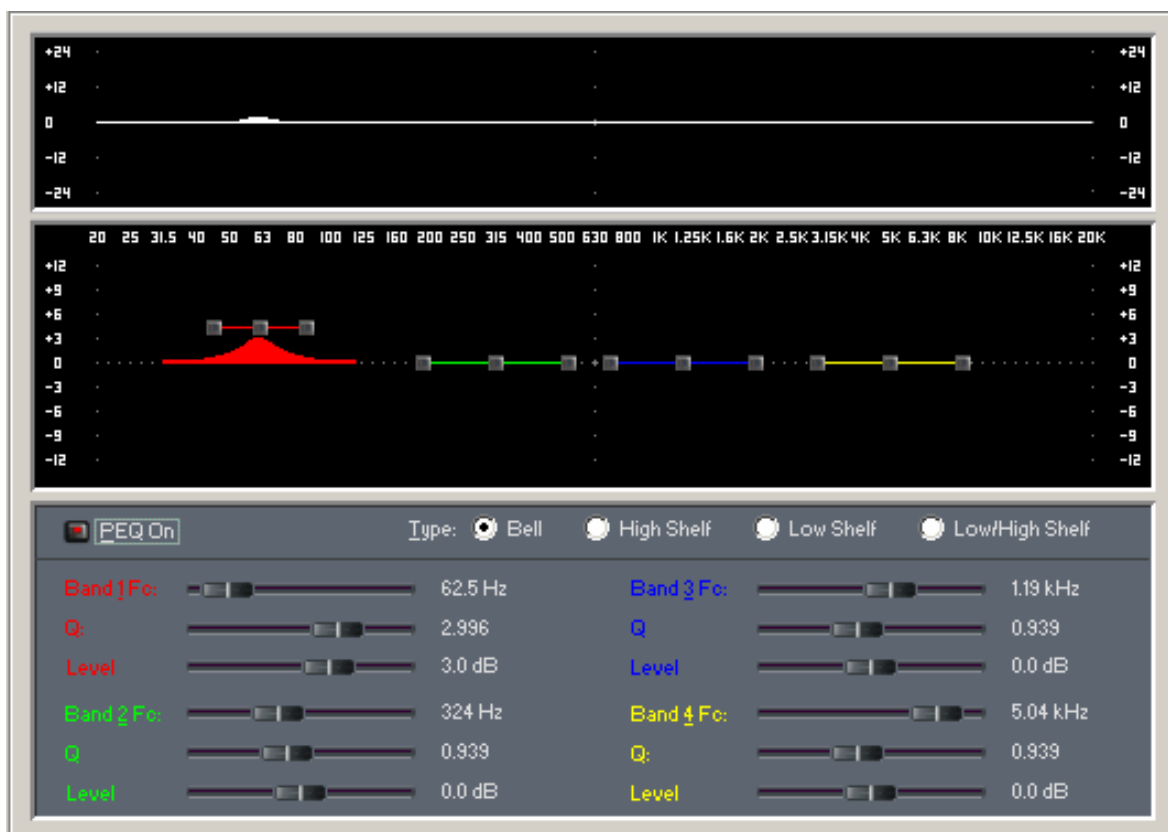 +24 +24
+12 +12
0 0
-12 -12
-24 -24
20 25 31.5 40 50 63 80 100 125 160 200 250 315 400 500 630 800 1K 1.25K 1.6K 2K 2.5K 3.15K 4K 5K 6.3K 8K 10K 12.5K 16K 20K
+12 +12
+9 +9
+6 +6
+3 +3
0 0
-3 -3
-6 -6
-9 -9
-12 -12
PEQ On Type: Bell High Shelf Low Shelf Low/High Shelf
Band 1 Fc: 62.5 Hz Band 3 Fc: 1.19 kHz
Q: 2.996 Q 0.939
Level 3.0 dB Level 0.0 dB
Band 2 Fc: 324 Hz Band 4 Fc: 5.04 kHz
Q 0.939 Q: 0.939
Level 0.0 dB Level 0.0 dB